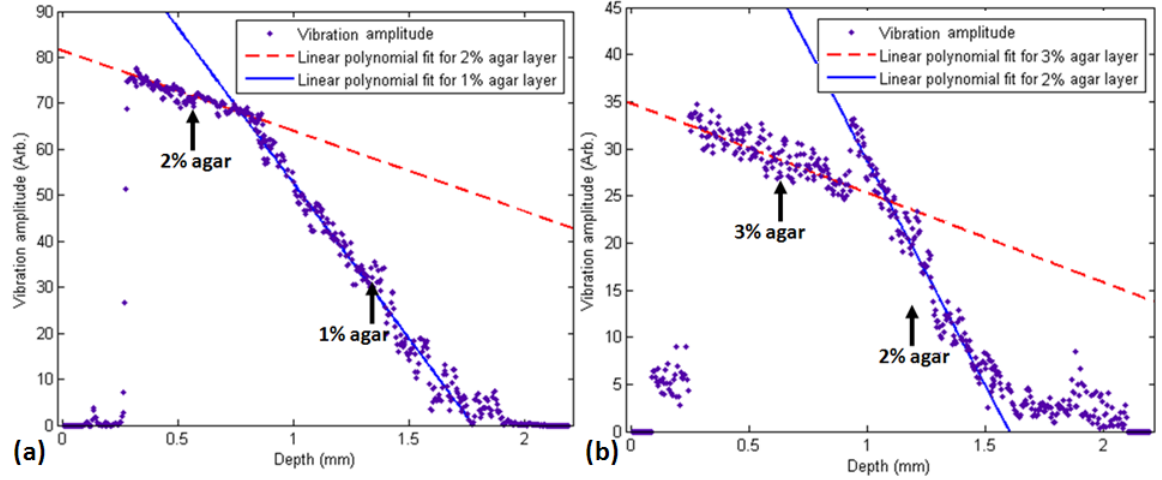 (a)
Vibration amplitude (Arb.)
90
80
70
60
50
40
30
20
10
0
Vibration amplitude
Linear polynomial fit for 2% agar layer
Linear polynomial fit for 1% agar layer
2% agar
1% agar
0 0.5 1 1.5 2
Depth (mm)
(b)
Vibration amplitude (Arb.)
45
40
35
30
25
20
15
10
5
0
Vibration amplitude
Linear polynomial fit for 3% agar layer
Linear polynomial fit for 2% agar layer
3% agar
2% agar
0 0.5 1 1.5 2
Depth (mm)